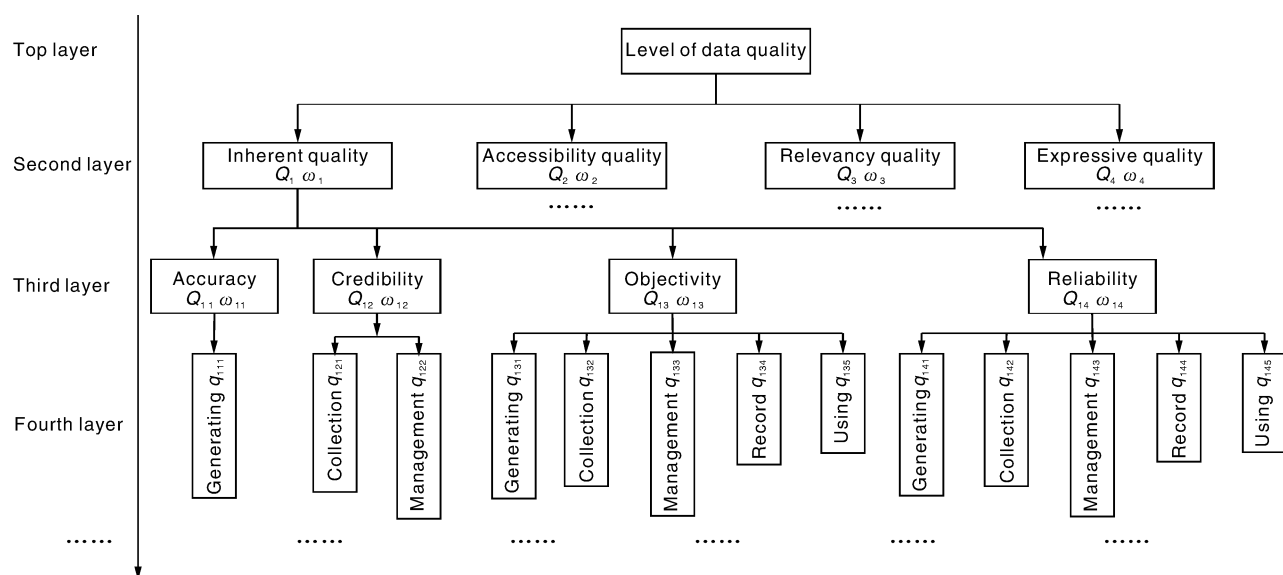 Top layer
Level of data quality
Second layer
Inherent quality
Q₁ ω₁
Accessibility quality
Q₂ ω₂
Relevancy quality
Q₃ ω₃
Expressive quality
Q₄ ω₄
……
……
……
Third layer
Accuracy
Q₁₁ ω₁₁
Credibility
Q₁₂ ω₁₂
Objectivity
Q₁₃ ω₁₃
Reliability
Q₁₄ ω₁₄
Fourth layer
Generating q₁₁₁
Collection q₁₂₁
Management q₁₂₂
Generating q₁₃₁
Collection q₁₃₂
Management q₁₃₃
Record q₁₃₄
Using q₁₃₅
Generating q₁₄₁
Collection q₁₄₂
Management q₁₄₃
Record q₁₄₄
Using q₁₄₅
……
……
……
……
……
……